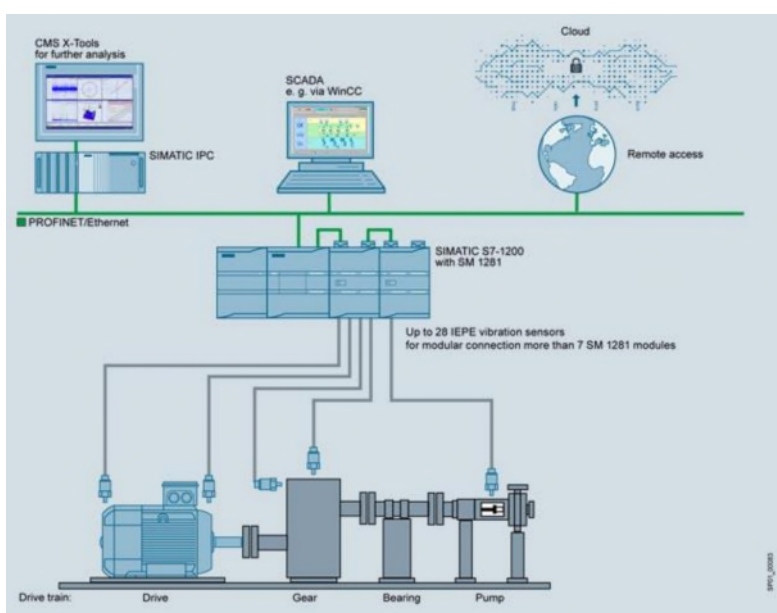 CMS X-Tools
for further analysis
SCADA
e. g. via WinCC
Cloud
SIMATIC IPC
Remote access
PROFINET/Ethernet
SIMATIC S7-1200
with SM 1281
Up to 28 IEPE vibration sensors
for modular connection more than 7 SM 1281 modules
Drive train:
Drive
Gear
Bearing
Pump